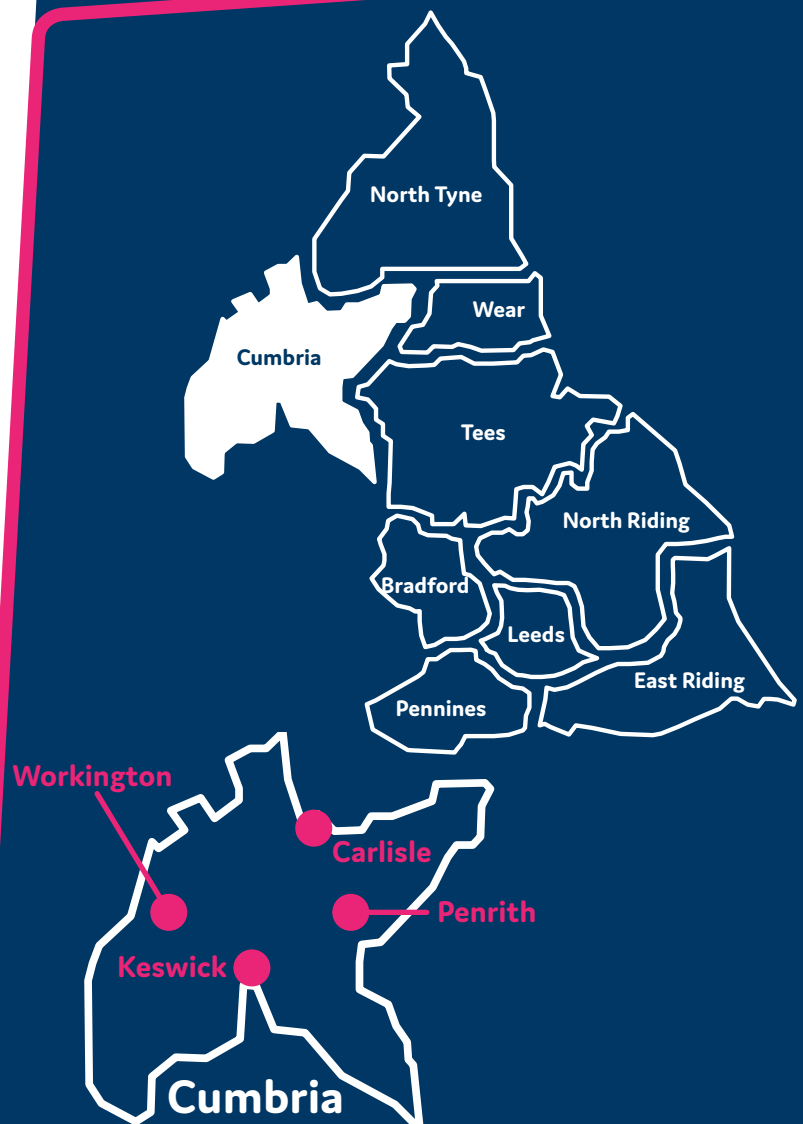 North Tyne
Wear
Cumbria
Tees
North Riding
Bradford
Leeds
East Riding
Pennines
Workington
Carlisle
Penrith
Keswick
Cumbria